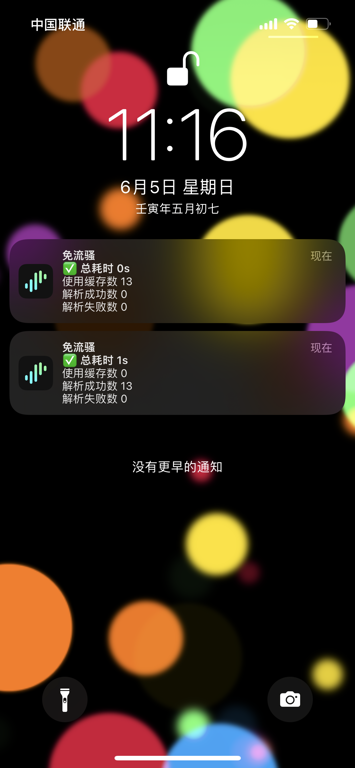 中国联通
11:16
6月5日 星期日
壬寅年五月初七
免流骚
现在
✅ 总耗时 0s
使用缓存数 13
解析成功数 0
解析失败数 0
免流骚
现在
✅ 总耗时 1s
使用缓存数 0
解析成功数 13
解析失败数 0
没有更早的通知